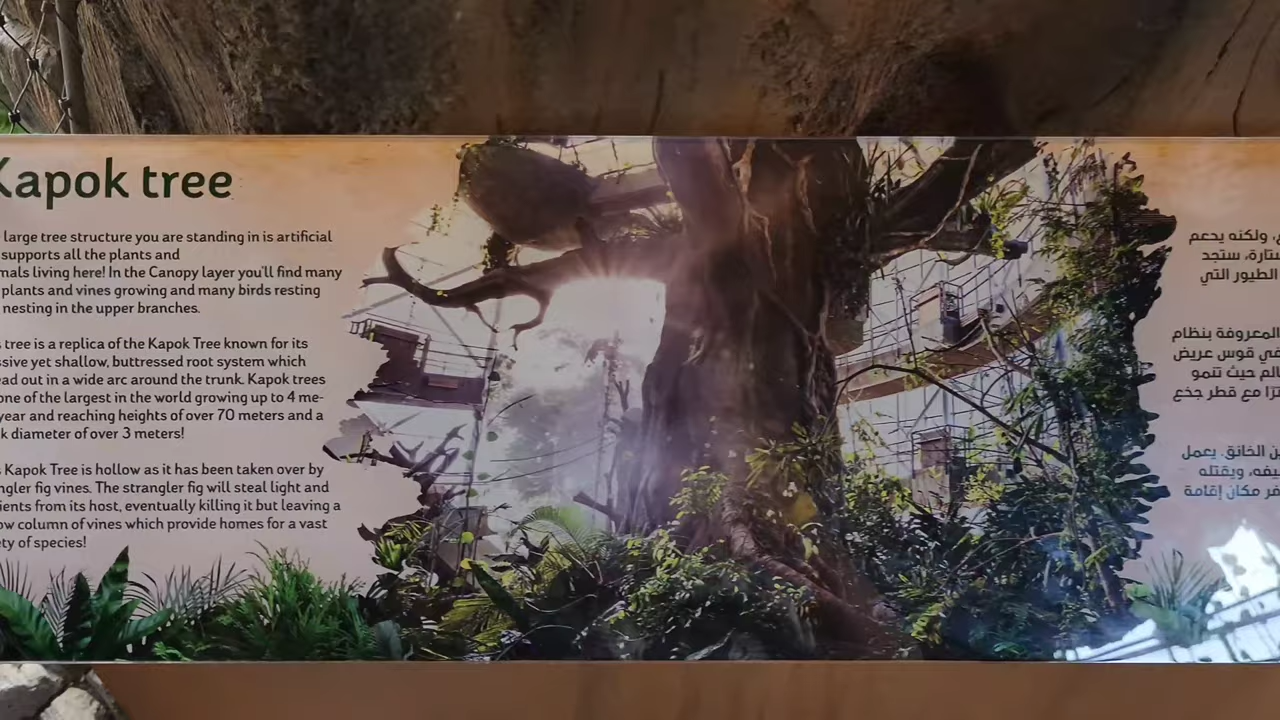 Kapok tree
large tree structure you are standing in is artificial
supports all the plants and
mals living here! In the Canopy layer you'll find many
plants and vines growing and many birds resting
nesting in the upper branches.
tree is a replica of the Kapok Tree known for its
sive yet shallow, buttressed root system which
ead out in a wide arc around the trunk. Kapok trees
one of the largest in the world growing up to 4 me-
year and reaching heights of over 70 meters and a
k diameter of over 3 meters!
Kapok Tree is hollow as it has been taken over by
ngler fig vines. The strangler fig will steal light and
ients from its host, eventually killing it but leaving a
ow column of vines which provide homes for a vast
ety of species!
ع، ولكنه يدعم
ستارة، ستجد
الطيور التي
المعروفة بنظام
في قوس عريض
عالم حيث تنمو
مترًا مع قطر جذع
ين الخانق. يعمل
يفه، ويقتله
فر مكان إقامة